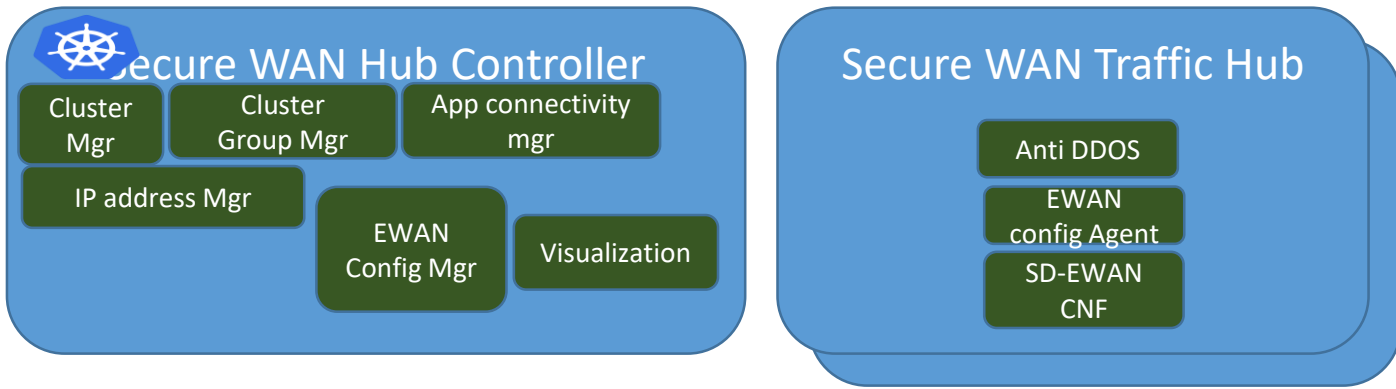 Secure WAN Hub Controller
Cluster
Mgr
Cluster
Group Mgr
App connectivity
mgr
IP address Mgr
EWAN
Config Mgr
Visualization
Secure WAN Traffic Hub
Anti DDOS
EWAN
config Agent
SD-EWAN
CNF